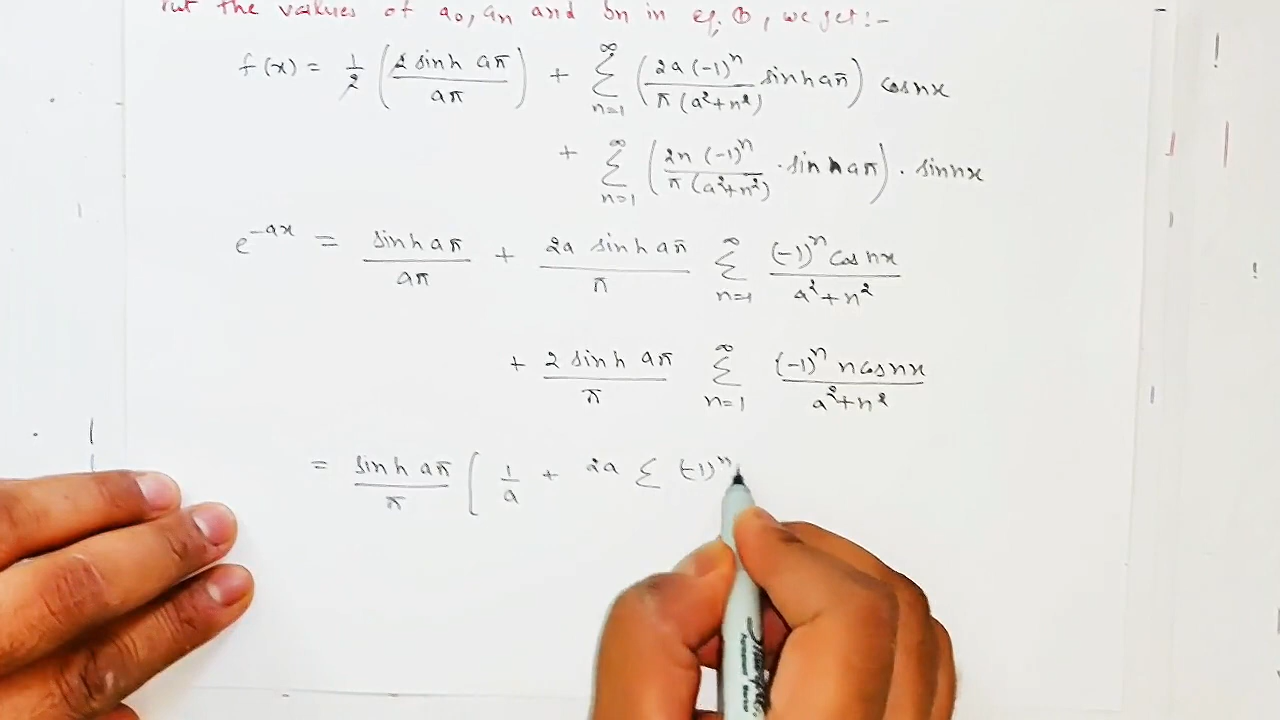 Put the values of a₀, aₙ and bₙ in eq. ①, we get:-
f(x) = 1/2 (2 sinh aπ / aπ) + Σ_{n=1}^{∞} (2a(-1)ⁿ / π(a²+n²) sinh aπ) cos nx
+ Σ_{n=1}^{∞} (2n (-1)ⁿ / π(a²+n²) · sinh aπ) · sin nx
e^{-ax} = sinh aπ / aπ + 2a sinh aπ / π Σ_{n=1}^{∞} (-1)ⁿ cos nx / a²+n²
+ 2 sinh aπ / π Σ_{n=1}^{∞} (-1)ⁿ n cos nx / a²+n²
= sinh aπ / π [ 1/a + 2a Σ (-1)ⁿ